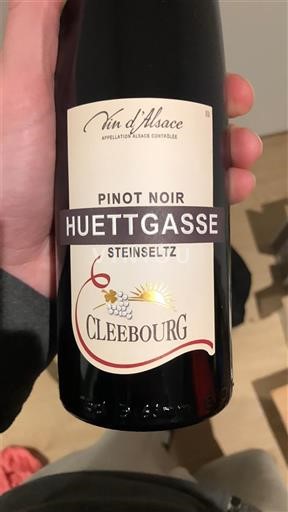 Vin d'Alsace
APPELLATION ALSACE CONTRÔLÉE
PINOT NOIR
HUETTGASSE
STEINSELTZ
CLEEBOURG